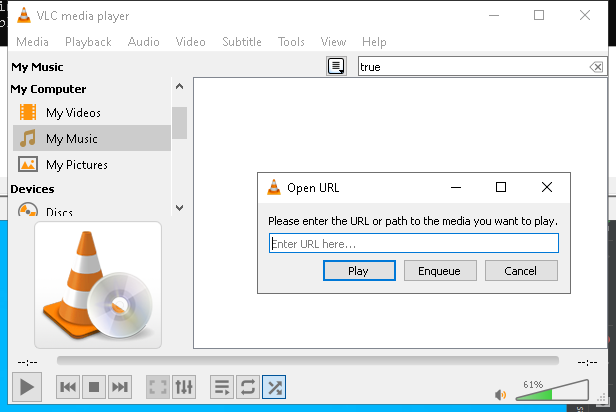 VLC media player
Media Playback Audio Video Subtitle Tools View Help
My Music
true
My Computer
My Videos
My Music
My Pictures
Devices
Discs
Open URL
Please enter the URL or path to the media you want to play.
Enter URL here...
Play Enqueue Cancel
--:-- --:--
61%